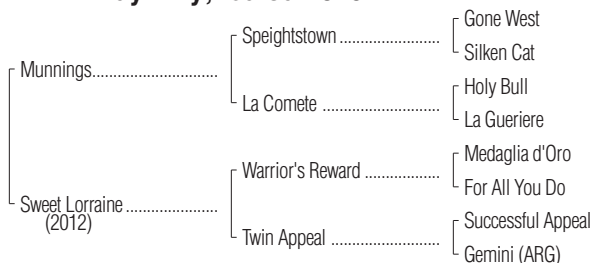 Gone West
Speightstown
Silken Cat
Munnings
Holy Bull
La Comete
La Gueriere
Medaglia d'Oro
Warrior's Reward
For All You Do
Sweet Lorraine
(2012)
Successful Appeal
Twin Appeal
Gemini (ARG)